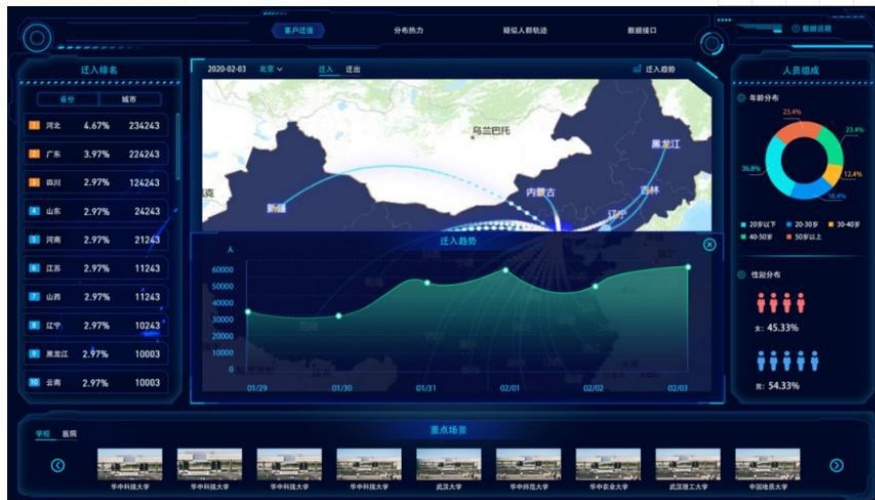 客户迁徙
分布热力
疑似人群轨迹
数据接口
数据说明
迁入排名
省份
城市
1 河北 4.67% 234243
2 广东 3.97% 224243
3 四川 2.97% 124243
4 山东 2.97% 24243
5 河南 2.97% 21243
6 江苏 2.97% 11243
7 山西 2.97% 11243
8 辽宁 2.97% 10243
9 黑龙江 2.97% 10003
10 云南 2.97% 10003
2020-02-03 北京 迁入 迁出 迁入趋势
乌兰巴托
黑龙江
吉林
内蒙古
辽宁
新疆
迁入趋势
人
60000
50000
40000
30000
20000
10000
0
01/29 01/30 01/31 02/01 02/02 02/03
人员组成
年龄分布
23.4%
23.4%
12.4%
18.4%
36.8%
20岁以下 20-30岁 30-40岁
40-50岁 50岁以上
性别分布
女: 45.33%
男: 54.33%
重点场景
学校 医院
华中科技大学 华中科技大学 华中科技大学 华中科技大学 武汉大学 华中师范大学 华中农业大学 武汉理工大学 中国地质大学